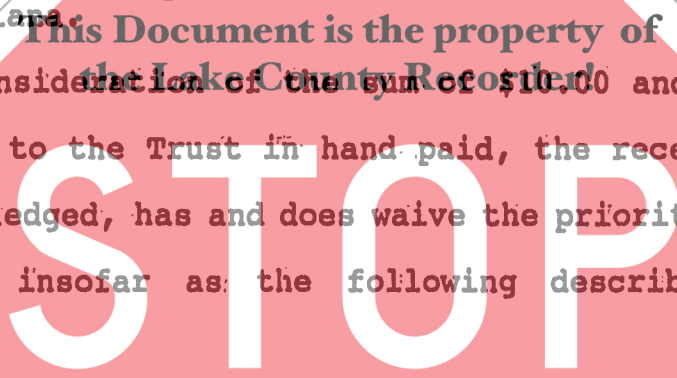 This Document is the property of
the Lake County Recorder!
nsideration of the sum of $10.00 and
to the Trust in hand paid, the rece
edged, has and does waive the priorit
insofar as the following describ
STOP